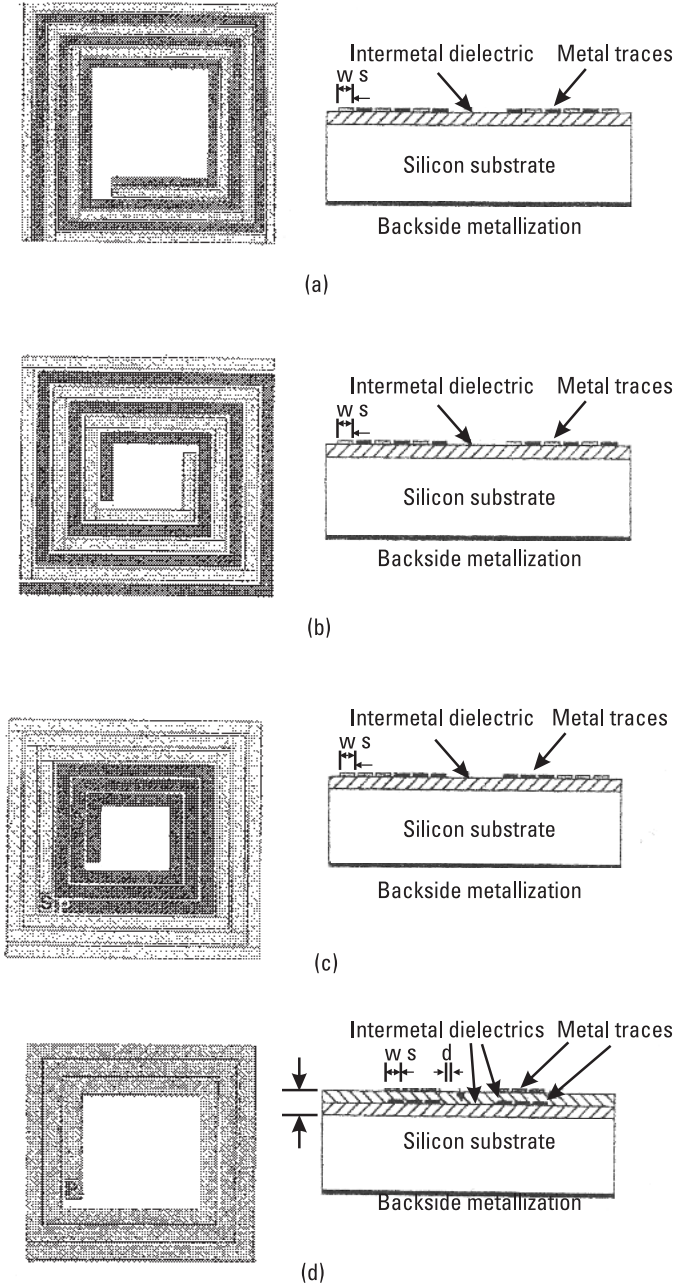 Intermetal dielectric Metal traces
w s
Silicon substrate
Backside metallization
(a)
Intermetal dielectric Metal traces
w s
Silicon substrate
Backside metallization
(b)
Intermetal dielectric Metal traces
w s
Silicon substrate
Backside metallization
S P
(c)
Intermetal dielectrics Metal traces
w s d
Silicon substrate
P
Backside metallization
(d)